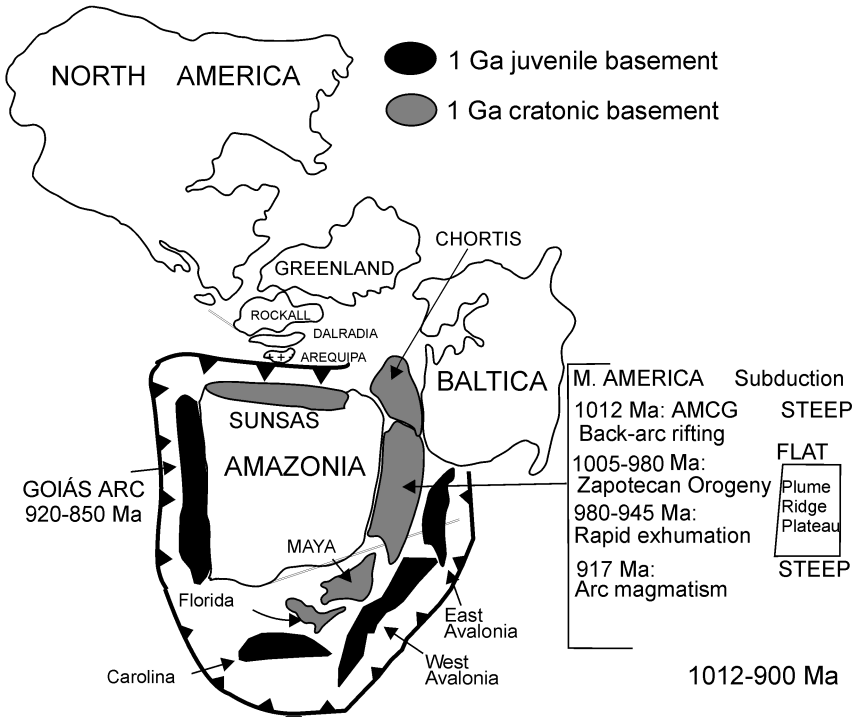 NORTH AMERICA
1 Ga juvenile basement
1 Ga cratonic basement
CHORTIS
GREENLAND
ROCKALL
DALRADIA
AREQUIPA
+ +
BALTICA
SUNSAS
AMAZONIA
GOIÁS ARC
920-850 Ma
MAYA
Florida
Carolina
East
Avalonia
West
Avalonia
M. AMERICA Subduction
1012 Ma: AMCG STEEP
Back-arc rifting
FLAT
1005-980 Ma:
Zapotecan Orogeny
Plume
Ridge
Plateau
980-945 Ma:
Rapid exhumation
917 Ma: STEEP
Arc magmatism
1012-900 Ma